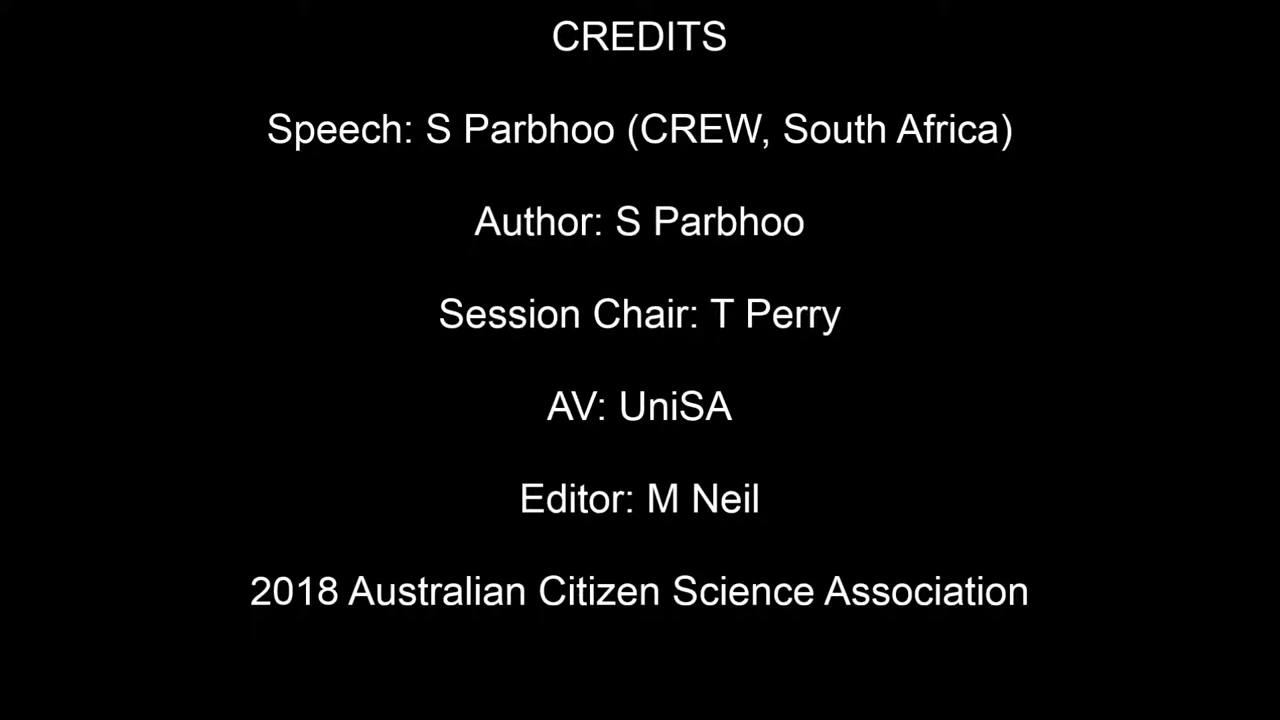 CREDITS
Speech: S Parbhoo (CREW, South Africa)
Author: S Parbhoo
Session Chair: T Perry
AV: UniSA
Editor: M Neil
2018 Australian Citizen Science Association